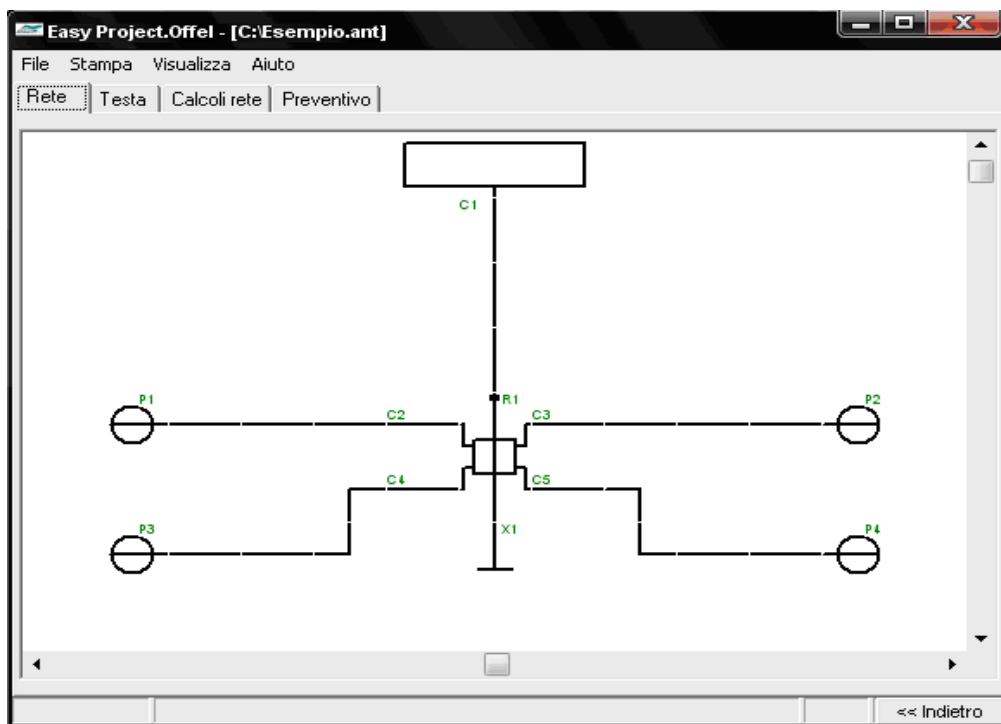 Easy Project.Offel - [C:\Esempio.ant]
File Stampa Visualizza Aiuto
Rete Testa Calcoli rete Preventivo
C1
R1
P1 C2 C3 P2
C4 C5
P3 X1 P4
<< Indietro